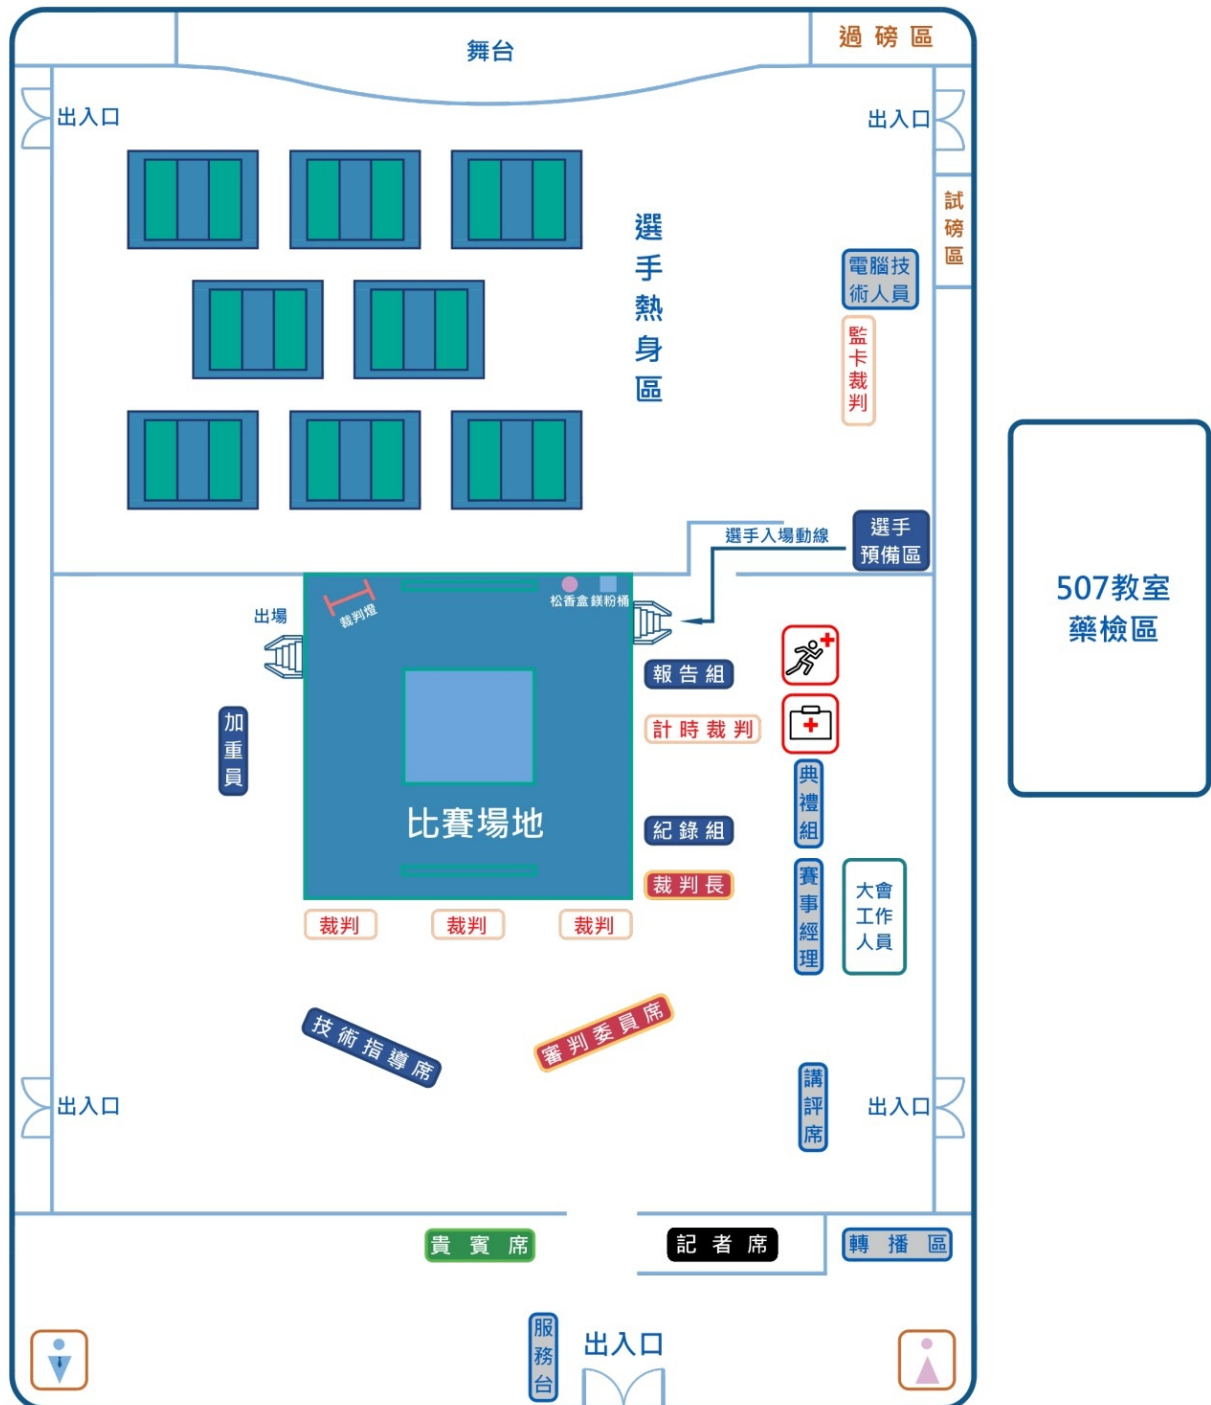 舞台
過磅區
出入口
出入口
試磅區
選手熱身區
電腦技
術人員
監卡裁判
選手入場動線
選手
預備區
507教室
藥檢區
裁判燈
松香盒
鎂粉桶
出場
報告組
加重員
計時裁判
典禮組
比賽場地
紀錄組
裁判長
賽事經理
大會
工作
人員
裁判
裁判
裁判
技術指導席
審判委員席
講評席
出入口
出入口
貴賓席
記者席
轉播區
服務台
出入口